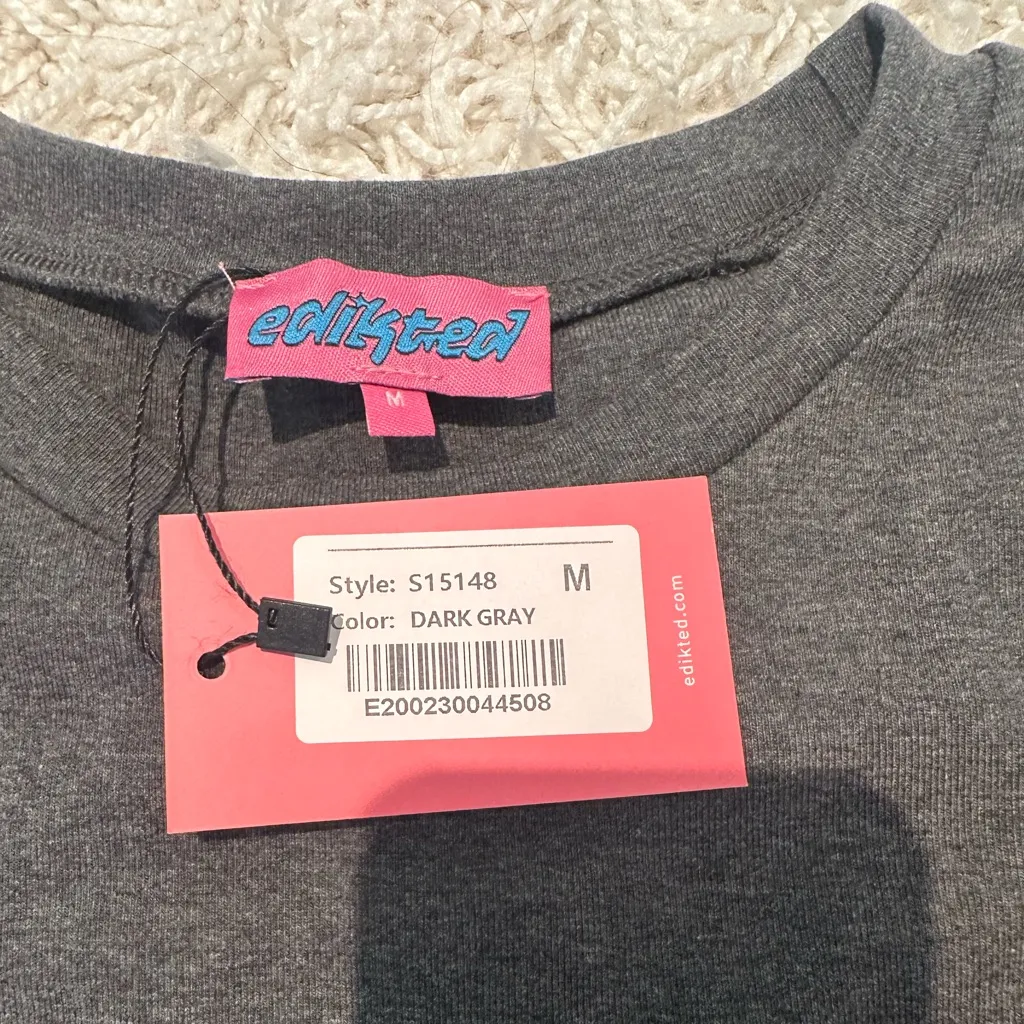 edikted
M
Style: S15148 M
Color: DARK GRAY
E200230044508
edikted.com